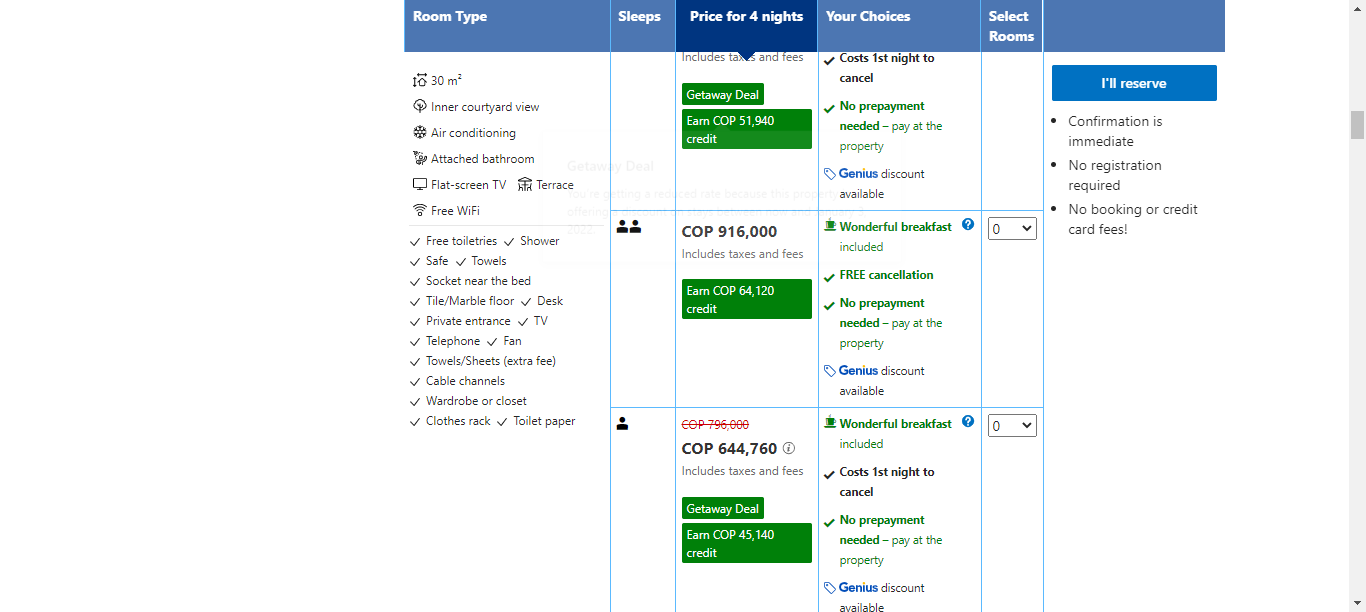 Room Type
Sleeps
Price for 4 nights
Your Choices
Select
Rooms
30 m²
Inner courtyard view
Air conditioning
Attached bathroom
Flat-screen TV Terrace
Free WiFi
Free toiletries Shower
Safe Towels
Socket near the bed
Tile/Marble floor Desk
Private entrance TV
Telephone Fan
Towels/Sheets (extra fee)
Cable channels
Wardrobe or closet
Clothes rack Toilet paper
Includes taxes and fees
Getaway Deal
Earn COP 51,940
credit
Costs 1st night to
cancel
No prepayment
needed – pay at the
property
Genius discount
available
Getaway Deal
You're getting a reduced rate because this property
COP 916,000
Includes taxes and fees
Earn COP 64,120
credit
Wonderful breakfast ?
included
FREE cancellation
No prepayment
needed – pay at the
property
Genius discount
available
0
COP 796,000
COP 644,760
Includes taxes and fees
Getaway Deal
Earn COP 45,140
credit
Wonderful breakfast ?
included
Costs 1st night to
cancel
No prepayment
needed – pay at the
property
Genius discount
available
0
I'll reserve
Confirmation is
immediate
No registration
required
No booking or credit
card fees!